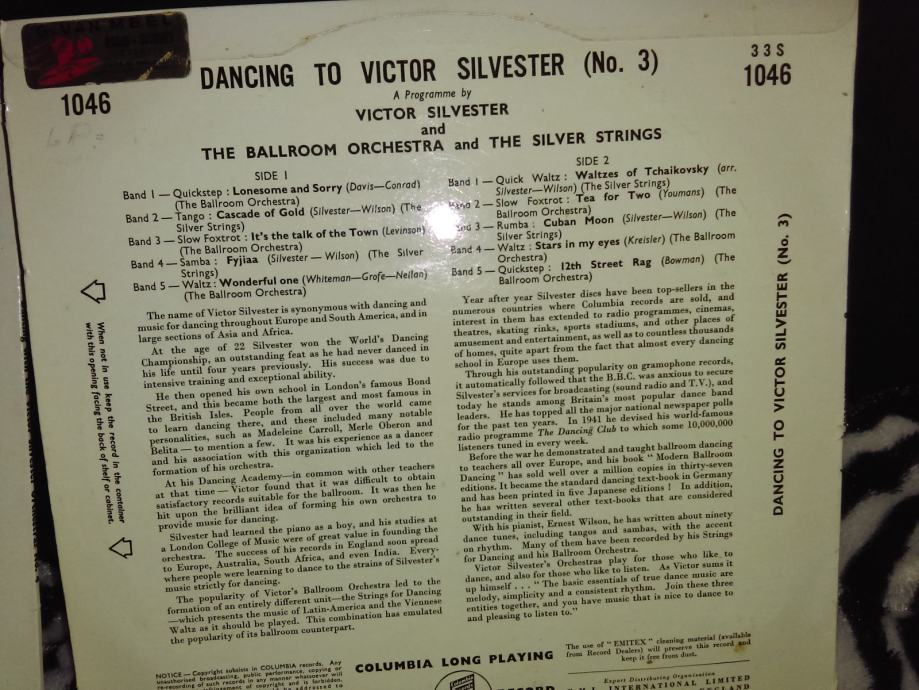 G. VAN MEEL
DANCING TO VICTOR SILVESTER (No. 3)
33S
1046
1046
A Programme by
VICTOR SILVESTER
and
THE BALLROOM ORCHESTRA and THE SILVER STRINGS
SIDE 1
Band 1 — Quickstep : Lonesome and Sorry (Davis—Conrad)
(The Ballroom Orchestra)
Band 2 — Tango : Cascade of Gold (Silvester—Wilson) (The
Silver Strings)
Band 3 — Slow Foxtrot : It's the talk of the Town (Levinson)
(The Ballroom Orchestra)
Band 4 — Samba : Fyjiaa (Silvester — Wilson) (The Silver
Strings)
Band 5 — Waltz : Wonderful one (Whiteman—Grofe—Nellan)
(The Ballroom Orchestra)
SIDE 2
Band 1 — Quick Waltz : Waltzes of Tchaikovsky (arr.
Silvester—Wilson) (The Silver Strings)
2 — Slow Foxtrot : Tea for Two (Youmans) (The
Ballroom Orchestra)
3 — Rumba : Cuban Moon (Silvester—Wilson) (The
Silver Strings)
Band 4 — Waltz : Stars in my eyes (Kreisler) (The Ballroom
Orchestra)
Band 5 — Quickstep : 12th Street Rag (Bowman) (The
Ballroom Orchestra)
The name of Victor Silvester is synonymous with dancing and
music for dancing throughout Europe and South America, and in
large sections of Asia and Africa.
At the age of 22 Silvester won the World's Dancing
Championship, an outstanding feat as he had never danced in
his life until four years previously. His success was due to
intensive training and exceptional ability.
He then opened his own school in London's famous Bond
Street, and this became both the largest and most famous in
the British Isles. People from all over the world came
to learn dancing there, and these included many notable
personalities, such as Madeleine Carroll, Merle Oberon and
Belita — to mention a few. It was his experience as a dancer
and his association with this organization which led to the
formation of his orchestra.
At his Dancing Academy—in common with other teachers
at that time — Victor found that it was difficult to obtain
satisfactory records suitable for the ballroom. It was then he
hit upon the brilliant idea of forming his own orchestra to
provide music for dancing.
Silvester had learned the piano as a boy, and his studies at
a London College of Music were of great value in founding the
orchestra. The success of his records in England soon spread
to Europe, Australia, South Africa, and even India. Every-
where people were learning to dance to the strains of Silvester's
music strictly for dancing.
The popularity of Victor's Ballroom Orchestra led to the
formation of an entirely different unit—the Strings for Dancing
—which presents the music of Latin-America and the Viennese
Waltz as it should be played. This combination has emulated
the popularity of its ballroom counterpart.
Year after year Silvester discs have been top-sellers in the
numerous countries where Columbia records are sold, and
interest in them has extended to radio programmes, cinemas,
theatres, skating rinks, sports stadiums, and other places of
amusement and entertainment, as well as to countless thousands
of homes, quite apart from the fact that almost every dancing
school in Europe uses them.
Through his outstanding popularity on gramophone records,
it automatically followed that the B.B.C. was anxious to secure
Silvester's services for broadcasting (sound radio and T.V.), and
today he stands among Britain's most popular dance band
leaders. He has topped all the major national newspaper polls
for the past ten years. In 1941 he devised his world-famous
radio programme The Dancing Club to which some 10,000,000
listeners tuned in every week.
Before the war he demonstrated and taught ballroom dancing
to teachers all over Europe, and his book " Modern Ballroom
Dancing " has sold well over a million copies in thirty-seven
editions. It became the standard dancing text-book in Germany
and has been printed in five Japanese editions ! In addition,
he has written several other text-books that are considered
outstanding in their field.
With his pianist, Ernest Wilson, he has written about ninety
dance tunes, including tangos and sambas, with the accent
on rhythm. Many of them have been recorded by his Strings
for Dancing and his Ballroom Orchestra.
Victor Silvester's Orchestras play for those who like to
dance, and also for those who like to listen. As Victor sums it
up himself . . . " The basic essentials of true dance music are
melody, simplicity and a consistent rhythm. Join these three
entities together, and you have music that is nice to dance to
and pleasing to listen to."
When not in use keep the record in the container
with this opening facing the back of shelf or cabinet.
DANCING TO VICTOR SILVESTER (No. 3)
NOTICE — Copyright subsists in COLUMBIA records. Any
unauthorised broadcasting, public performance, copying or
re-recording of such records in any manner whatsoever will
COLUMBIA LONG PLAYING
RECORD
The use of " EMITEX " cleaning material (available
from Record Dealers) will preserve this record and
keep it free from dust.
Export Distributing Organisation
INTERNATIONAL LIMITED